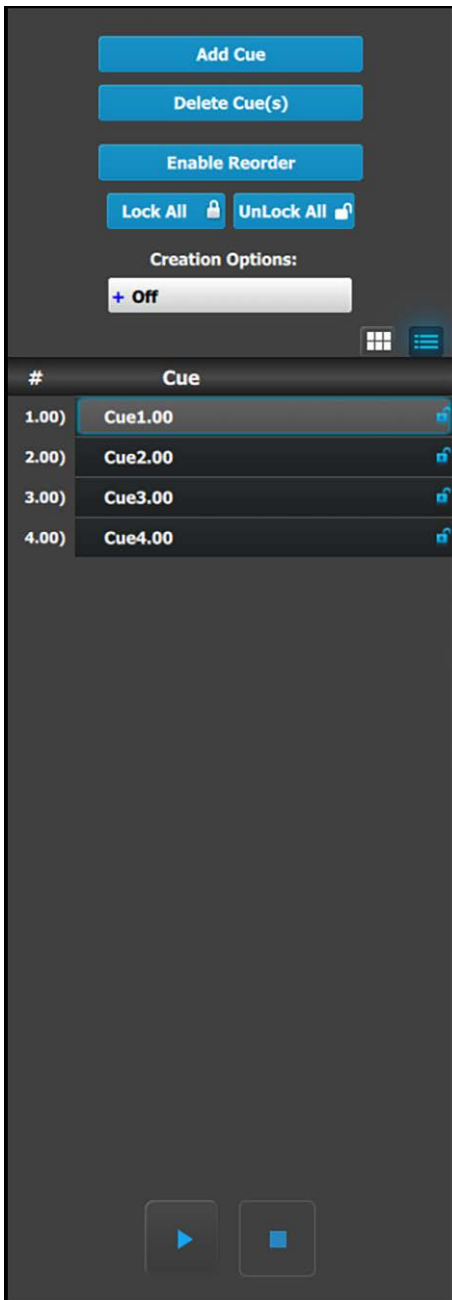 Add Cue
Delete Cue(s)
Enable Reorder
Lock All UnLock All
Creation Options:
+ Off
# Cue
1.00) Cue1.00
2.00) Cue2.00
3.00) Cue3.00
4.00) Cue4.00